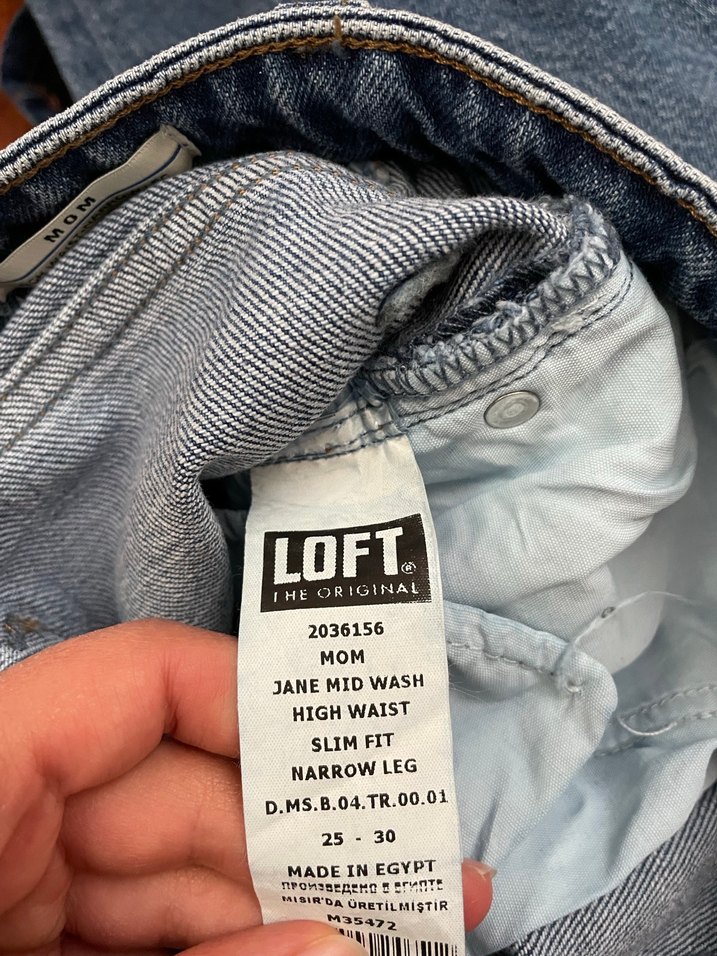 MOM
LOFT.®
THE ORIGINAL
2036156
MOM
JANE MID WASH
HIGH WAIST
SLIM FIT
NARROW LEG
D.MS.B.04.TR.00.01
25 - 30
MADE IN EGYPT
ПРОИЗВЕДЕНО В ЕГИПТЕ
MISIR'DA ÜRETİLMİŞTİR
M35472